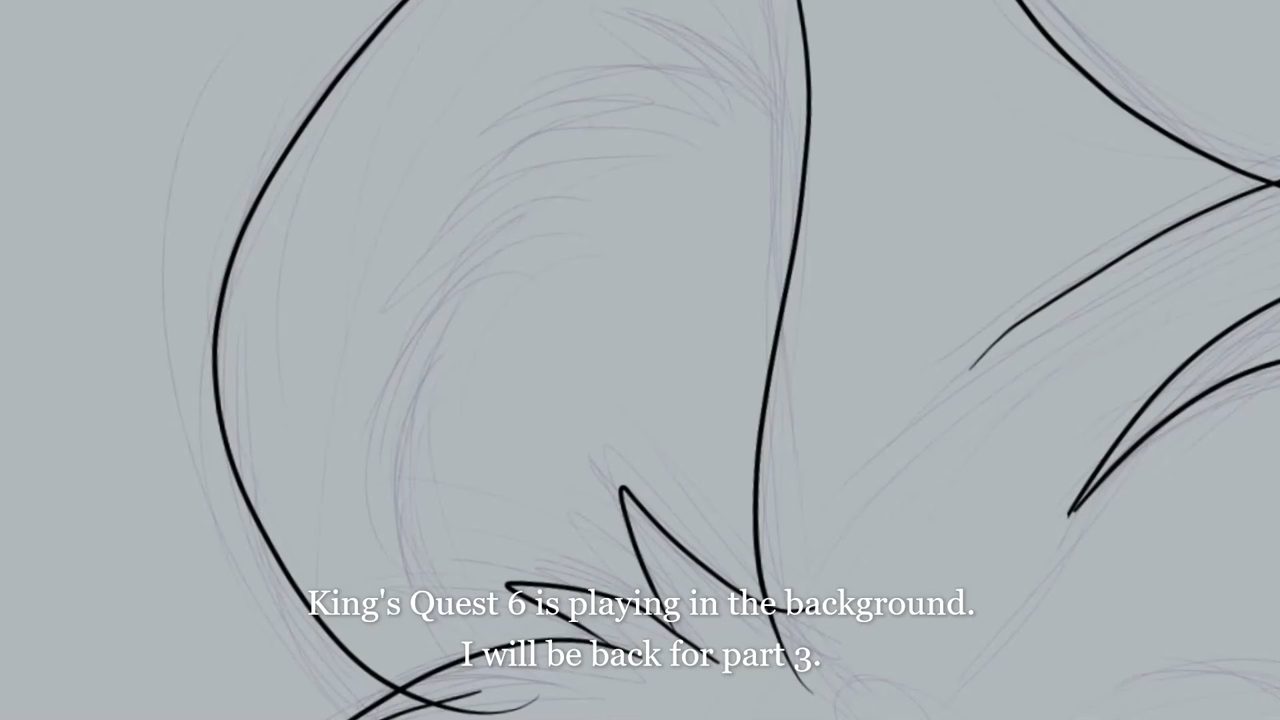 King's Quest 6 is playing in the background.
I will be back for part 3.